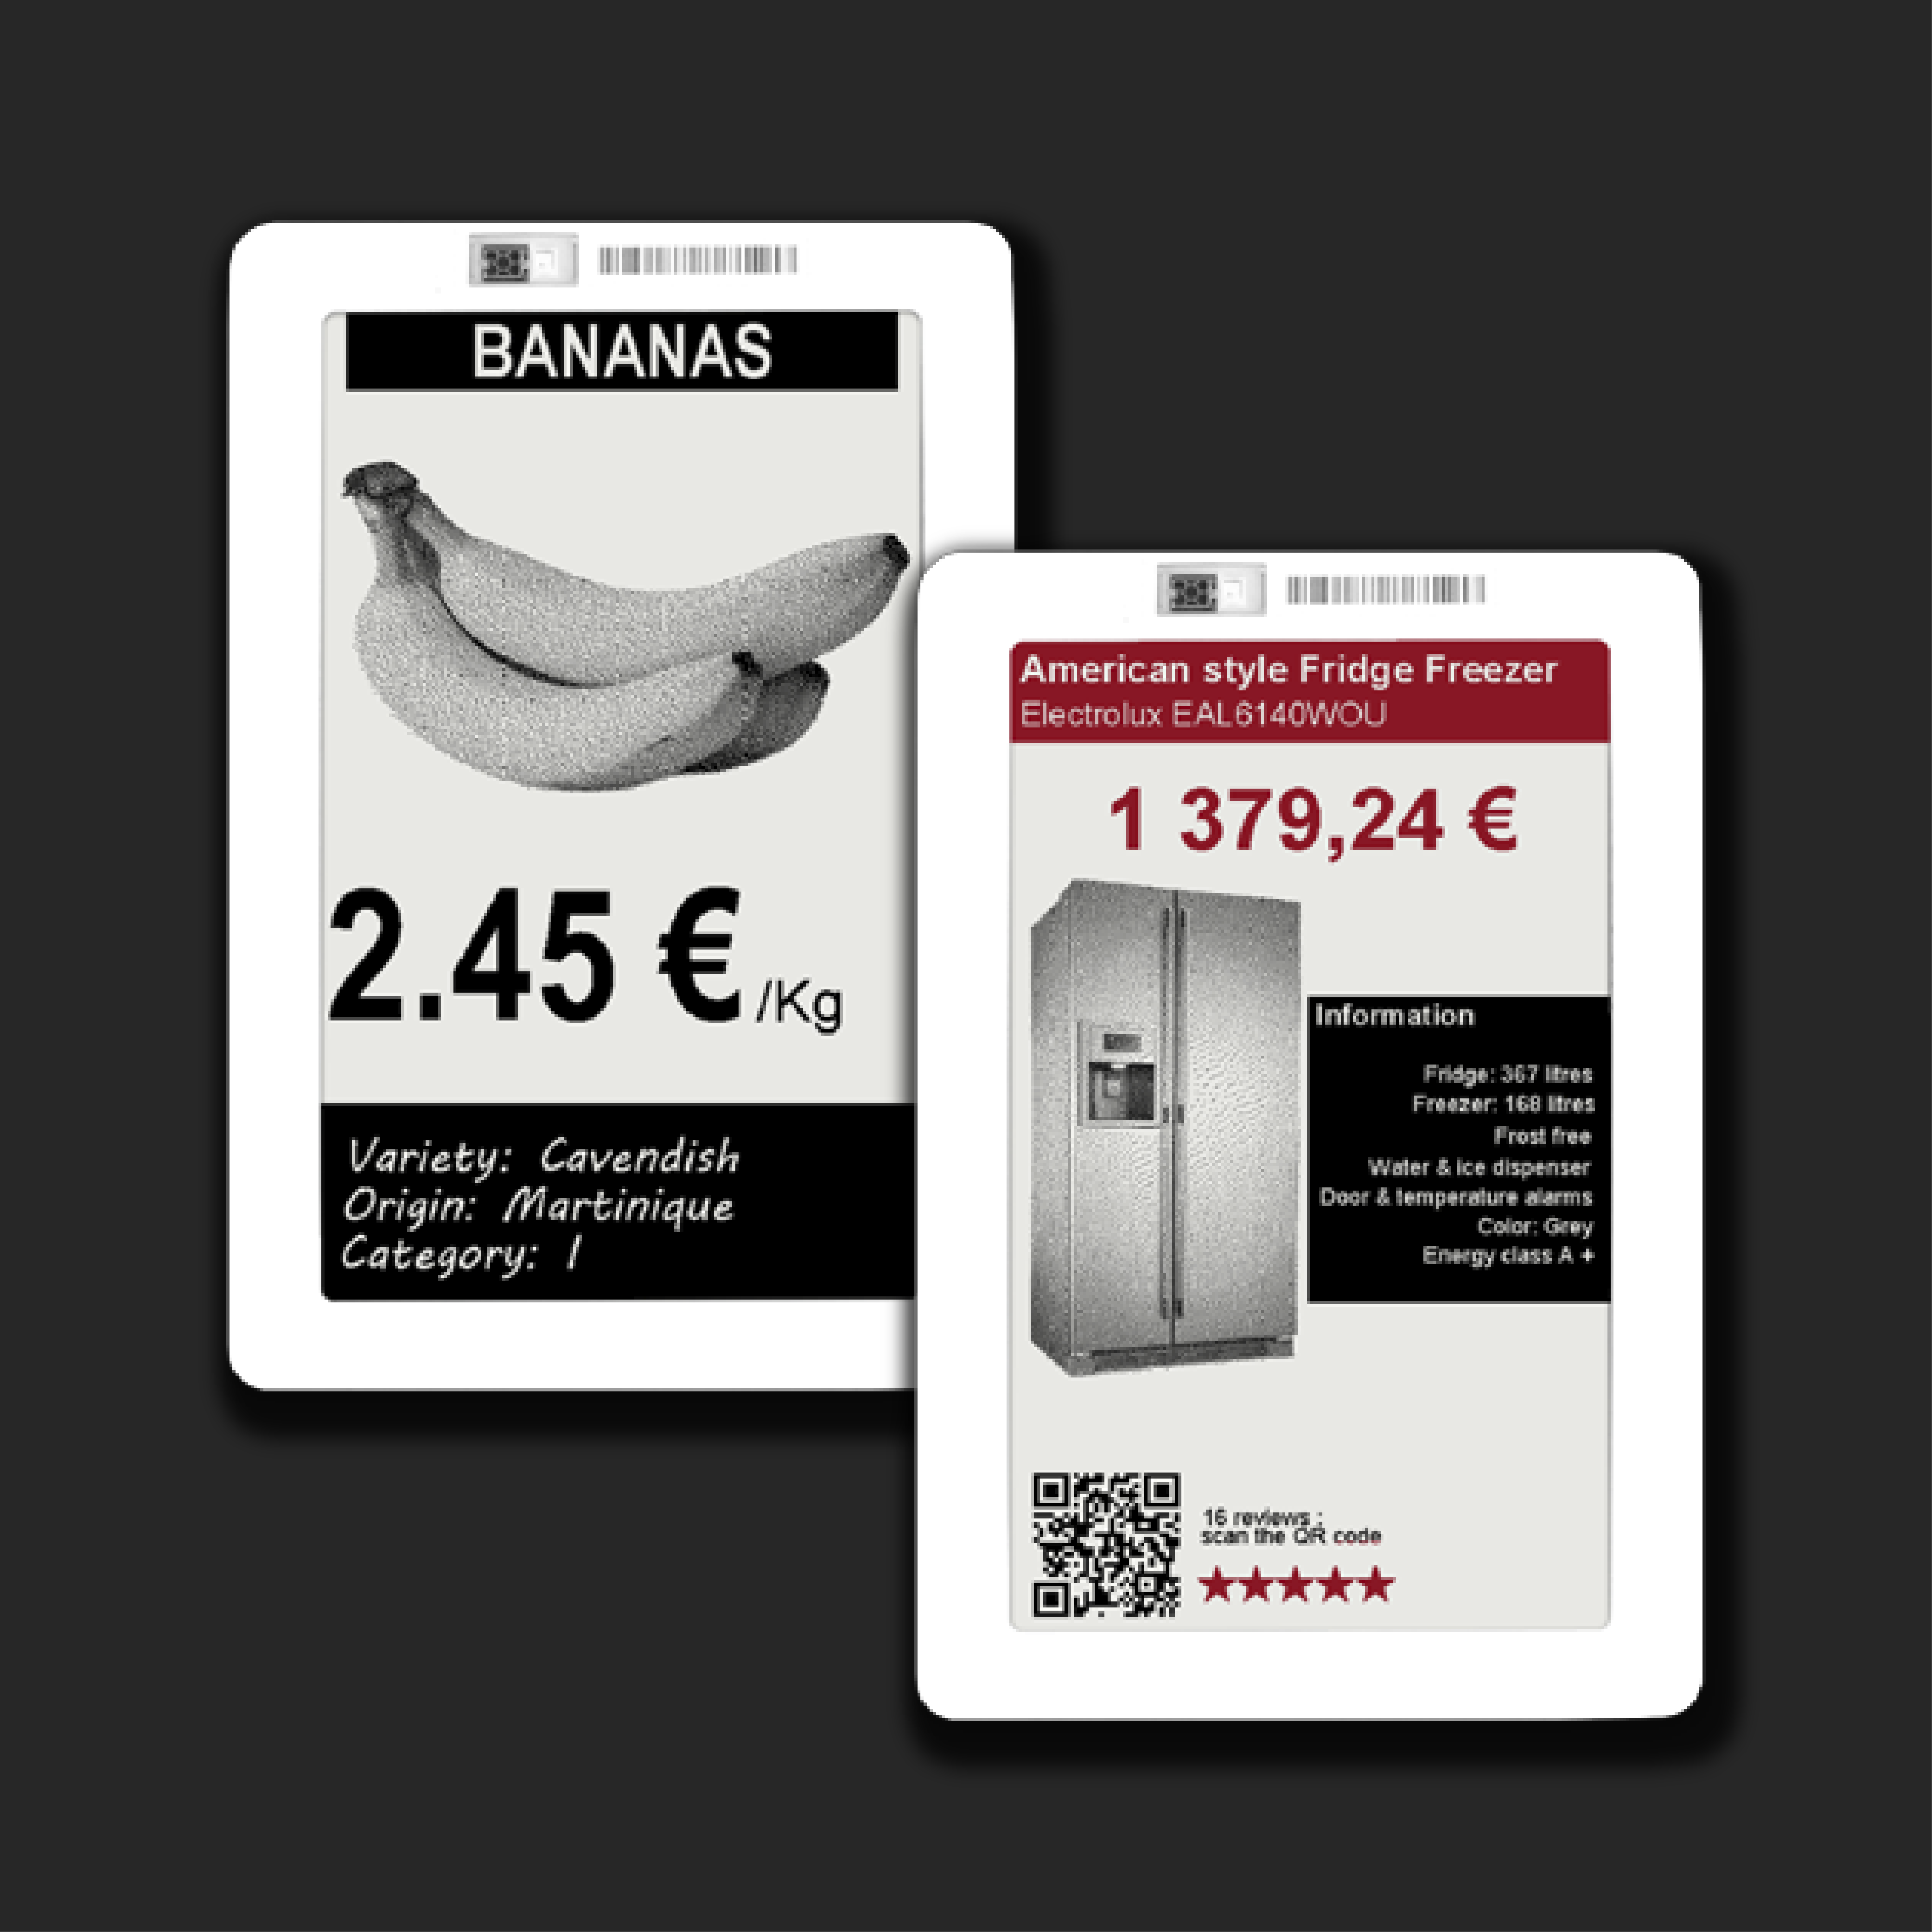 BANANAS
2.45 € /Kg
Variety: Cavendish
Origin: Martinique
Category: I
American style Fridge Freezer
Electrolux EAL6140WOU
1 379,24 €
Information
Fridge: 367 litres
Freezer: 168 litres
Frost free
Water & ice dispenser
Door & temperature alarms
Color: Grey
Energy class A +
16 reviews :
scan the QR code